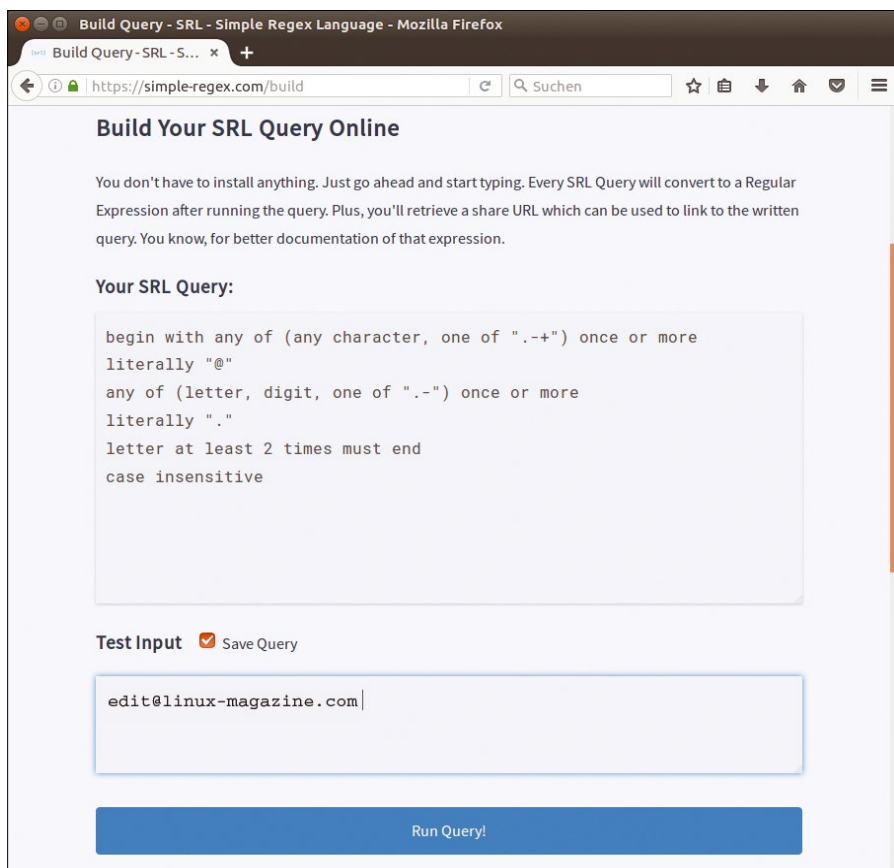 Build Query - SRL - Simple Regex Language - Mozilla Firefox
Build Query - SRL - S... × +
https://simple-regex.com/build
Suchen
Build Your SRL Query Online
You don't have to install anything. Just go ahead and start typing. Every SRL Query will convert to a Regular
Expression after running the query. Plus, you'll retrieve a share URL which can be used to link to the written
query. You know, for better documentation of that expression.
Your SRL Query:
begin with any of (any character, one of ".-+") once or more
literally "@"
any of (letter, digit, one of ".-") once or more
literally "."
letter at least 2 times must end
case insensitive
Test Input Save Query
edit@linux-magazine.com
Run Query!